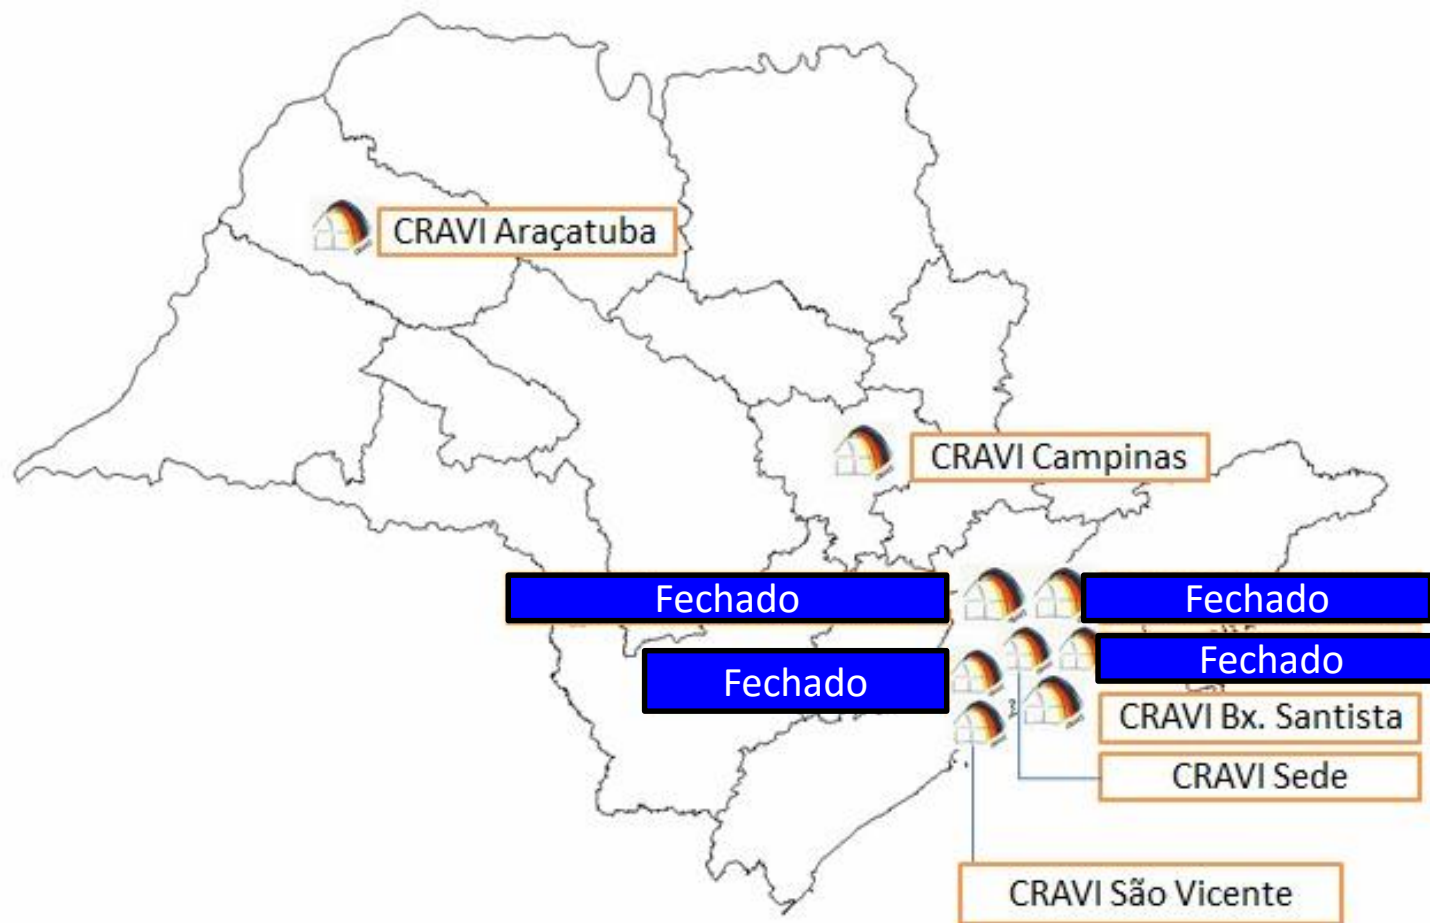 CRAVI Araçatuba
CRAVI Campinas
Fechado
Fechado
Fechado
Fechado
CRAVI Bx. Santista
CRAVI Sede
CRAVI São Vicente